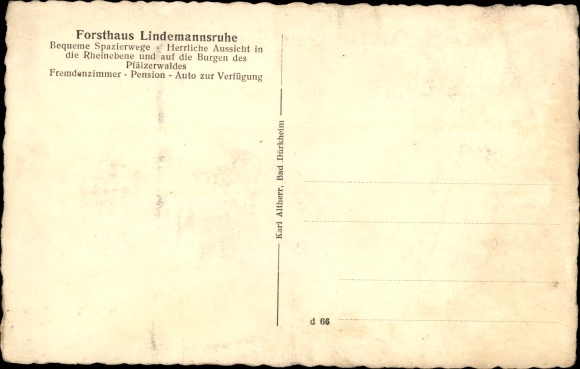 Forsthaus Lindemannsruhe
Bequeme Spazierwege - Herrliche Aussicht in
die Rheinebene und auf die Burgen des
Pfälzerwaldes
Fremdenzimmer - Pension - Auto zur Verfügung
Karl Altherr, Bad Dürkheim
d 66